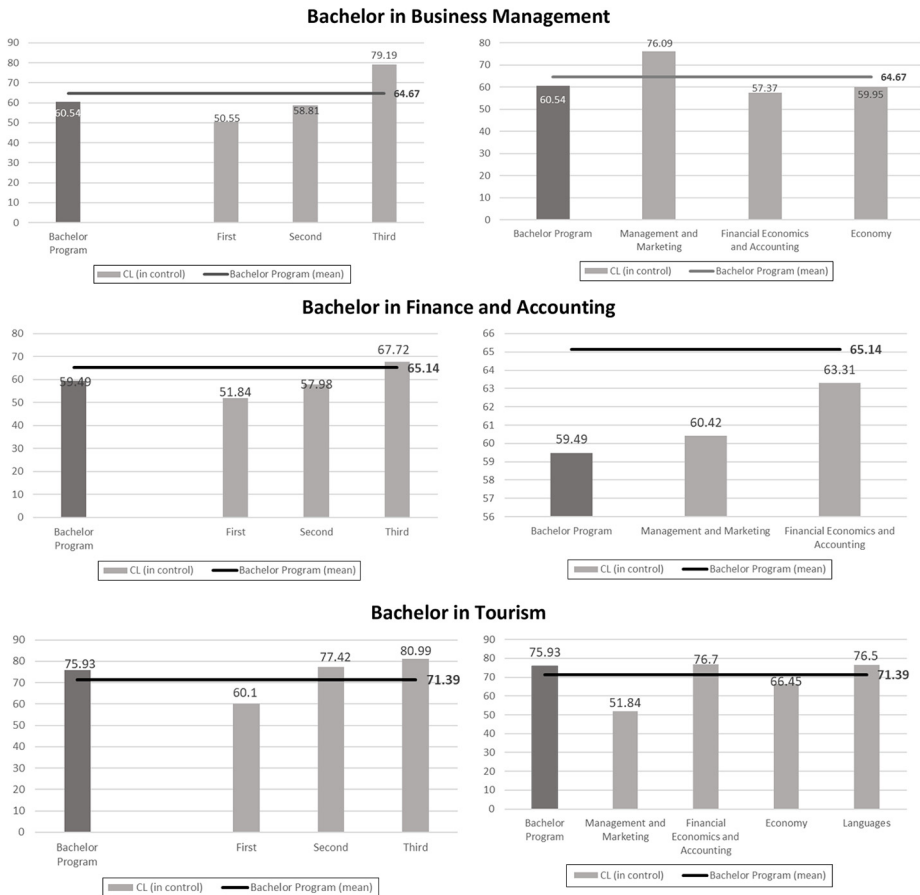 Bachelor in Business Management
90
80
70
60
50
40
30
20
10
0
60.54
50.55
58.81
79.19
64.67
Bachelor
Program
First
Second
Third
CL (in control)
Bachelor Program (mean)
80
70
60
50
40
30
20
10
0
60.54
76.09
57.37
59.95
64.67
Bachelor Program
Management
and Marketing
Financial Economics
and Accounting
Economy
CL (in control)
Bachelor Program (mean)
Bachelor in Finance and Accounting
80
70
60
50
40
30
20
10
0
59.49
51.84
57.98
67.72
65.14
Bachelor
Program
First
Second
Third
CL (in control)
Bachelor Program (mean)
66
65
64
63
62
61
60
59
58
57
56
59.49
60.42
63.31
65.14
Bachelor Program
Management and Marketing
Financial Economics and
Accounting
CL (in control)
Bachelor Program (mean)
Bachelor in Tourism
90
80
70
60
50
40
30
20
10
0
75.93
60.1
77.42
80.99
71.39
Bachelor
Program
First
Second
Third
CL (in control)
Bachelor Program (mean)
90
80
70
60
50
40
30
20
10
0
75.93
51.84
76.7
66.45
76.5
71.39
Bachelor
Program
Management and
Marketing
Financial
Economics and
Accounting
Economy
Languages
CL (in control)
Bachelor Program (mean)